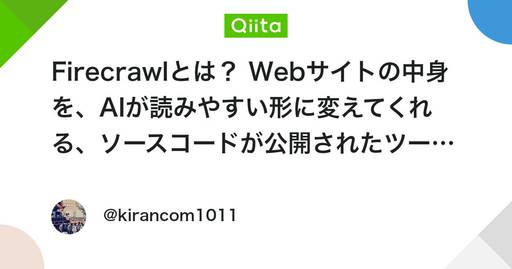 Qiita
Firecrawlとは？ Webサイトの中身
を、AIが読みやすい形に変えてくれ
る、ソースコードが公開されたツー…
@kirancom1011